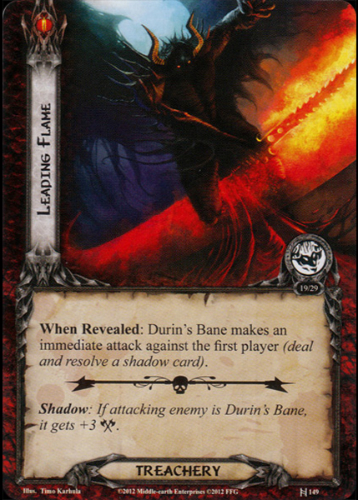 LEAPING FLAME
19/29
When Revealed: Durin's Bane makes an
immediate attack against the first player (deal
and resolve a shadow card).
Shadow: If attacking enemy is Durin's Bane,
it gets +3 .
TREACHERY
Illus. Timo Karhula ©2012 Middle-earth Enterprises ©2012 FFG 149